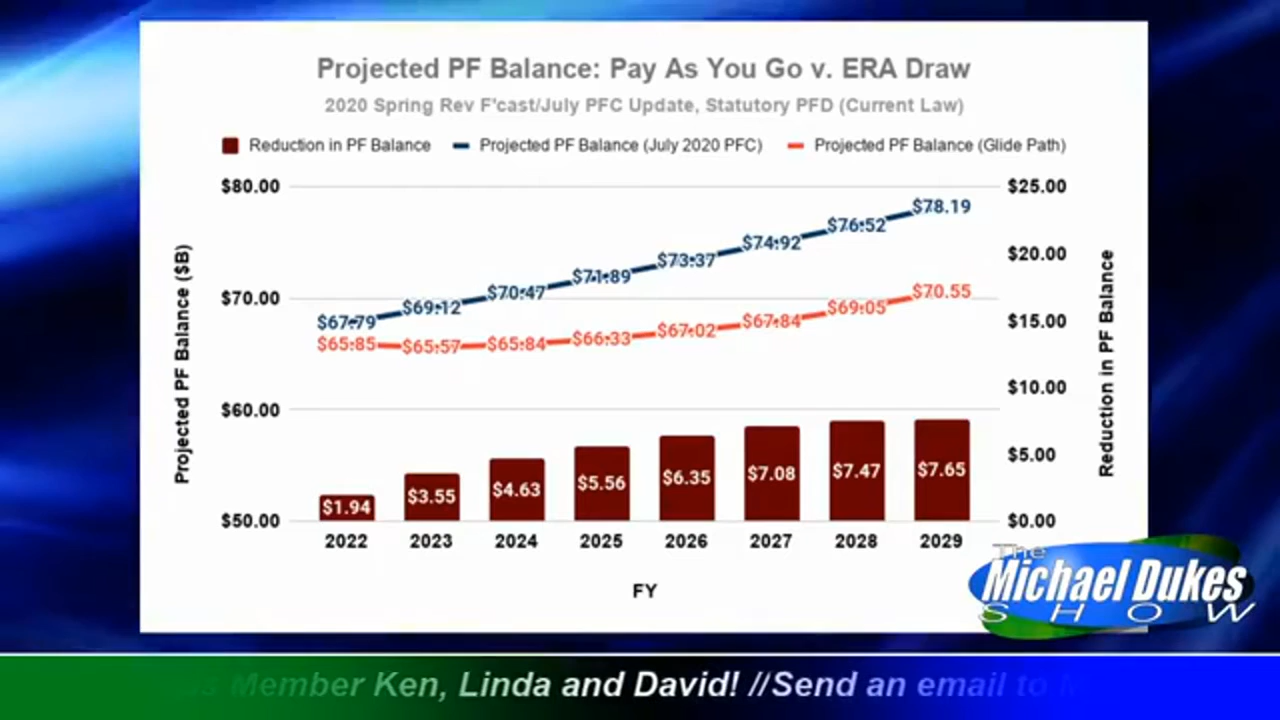 Projected PF Balance: Pay As You Go v. ERA Draw
2020 Spring Rev F'cast/July PFC Update, Statutory PFD (Current Law)
Reduction in PF Balance Projected PF Balance (July 2020 PFC) Projected PF Balance (Glide Path)
Projected PF Balance ($B)
$80.00
$70.00
$60.00
$50.00
$67.79 $69.12 $70.47 $71.89 $73.37 $74.92 $76.52 $78.19
$65.85 $65.57 $65.84 $66.33 $67.02 $67.84 $69.05 $70.55
$1.94 $3.55 $4.63 $5.56 $6.35 $7.08 $7.47 $7.65
$25.00
$20.00
$15.00
$10.00
$5.00
$0.00
Reduction in PF Balance
2022 2023 2024 2025 2026 2027 2028 2029
FY
The
Michael Dukes
SHOW
Member Ken, Linda and David! //Send an email to